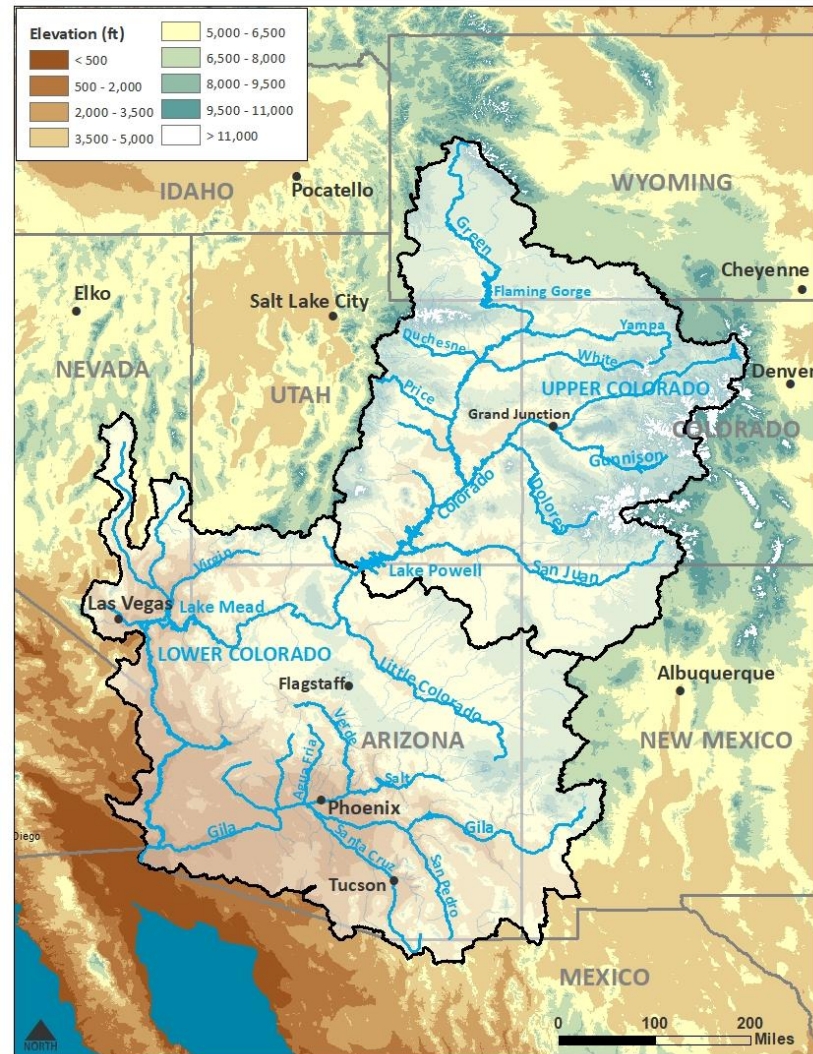 Elevation (ft)
< 500
500 - 2,000
2,000 - 3,500
3,500 - 5,000
5,000 - 6,500
6,500 - 8,000
8,000 - 9,500
9,500 - 11,000
> 11,000
IDAHO
Pocatello
WYOMING
Green
Cheyenne
Elko
Salt Lake City
Flaming Gorge
Yampa
Duchesne
White
NEVADA
UTAH
Price
UPPER COLORADO
Denver
Grand Junction
COLORADO
Gunnison
Colorado
Dolores
San Juan
Lake Powell
Virgin
Las Vegas
Lake Mead
LOWER COLORADO
Flagstaff
Little Colorado
Albuquerque
Verde
ARIZONA
NEW MEXICO
Agua Fria
Salt
Phoenix
Diego
Gila
Gila
Santa Cruz
San Pedro
Tucson
MEXICO
NORTH
0 100 200
Miles